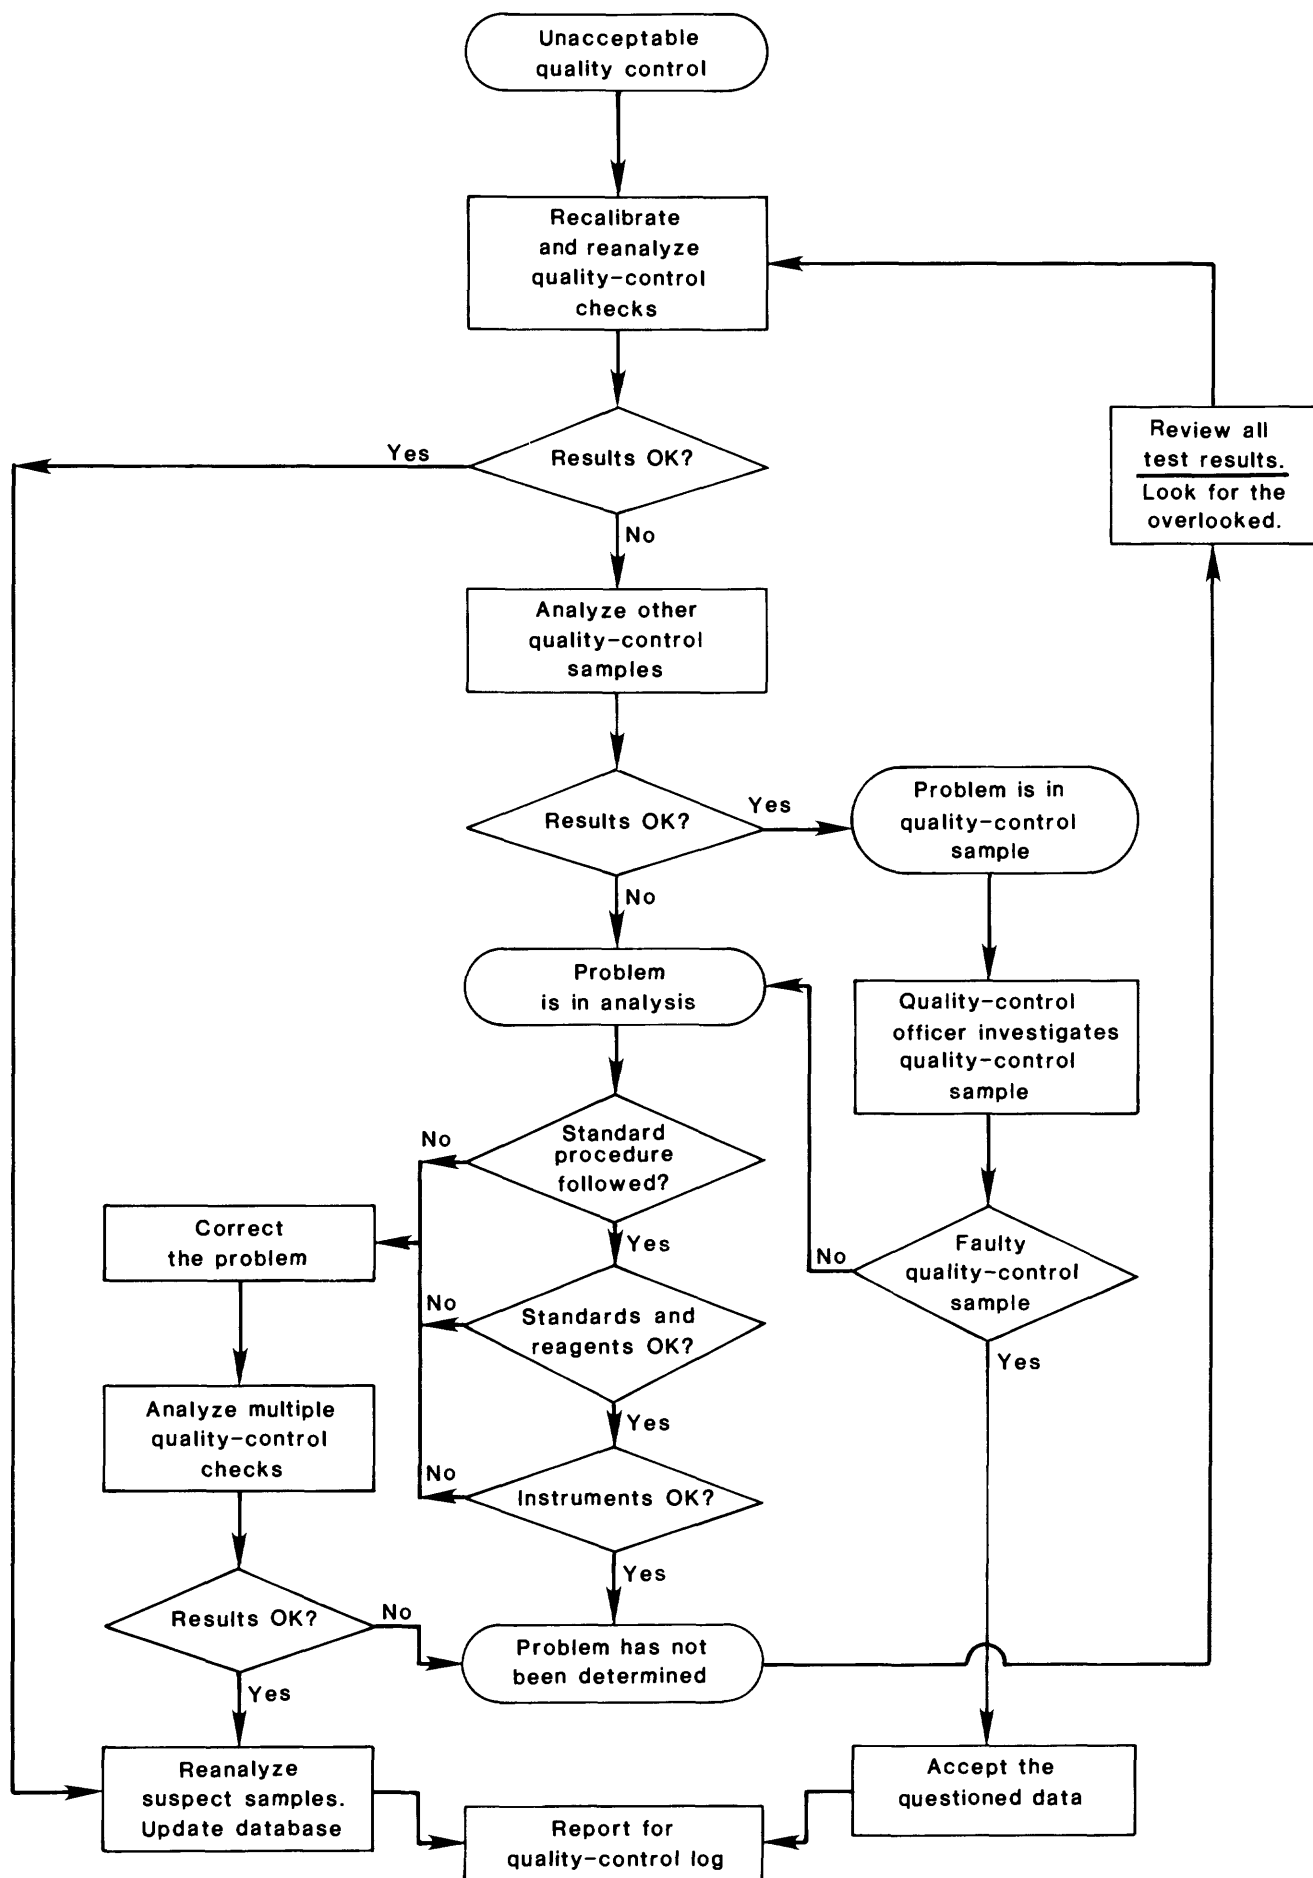 Unacceptable
quality control
Recalibrate
and reanalyze
quality-control
checks
Yes
Results OK?
No
Review all
test results.
Look for the
overlooked.
Analyze other
quality-control
samples
Results OK?
Yes
Problem is in
quality-control
sample
No
Problem
is in analysis
Quality-control
officer investigates
quality-control
sample
No
Standard
procedure
followed?
Yes
No
Faulty
quality-control
sample
Yes
Correct
the problem
No
Standards and
reagents OK?
Yes
Analyze multiple
quality-control
checks
No
Instruments OK?
Yes
Results OK?
No
Yes
Problem has not
been determined
Reanalyze
suspect samples.
Update database
Accept the
questioned data
Report for
quality-control log